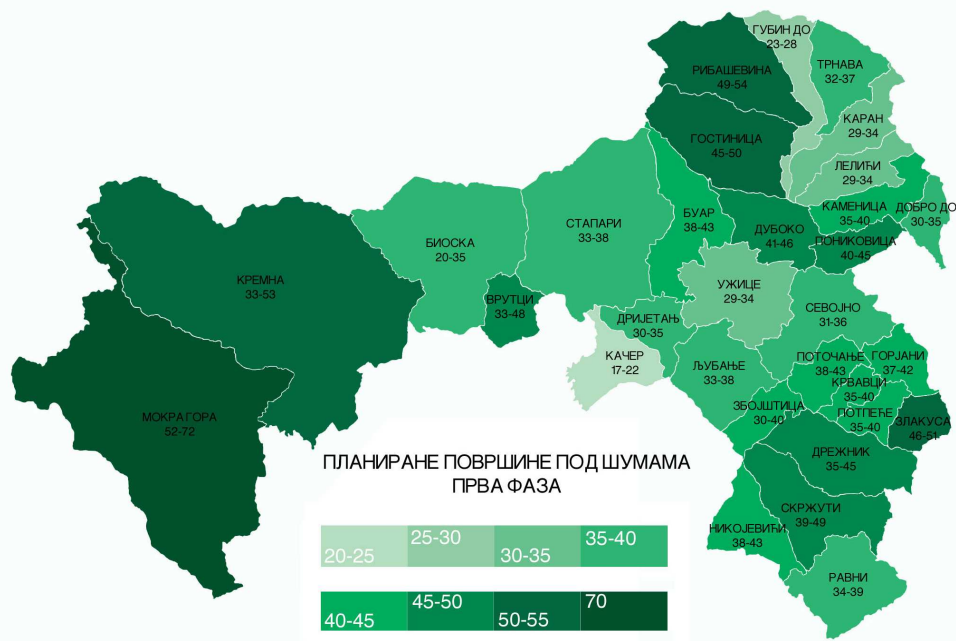 ГУБИН ДО
23-28
РИБАШЕВИНА
49-54
ТРНАВА
32-37
КАРАН
29-34
ГОСТИНИЦА
45-50
ЛЕЛИЋИ
29-34
КАМЕНИЦА
35-40
ДОБРО ДО
30-35
БУАР
38-43
СТАПАРИ
33-38
ДУБОКО
41-46
ПОНИКОВИЦА
40-45
БИОСКА
20-35
КРЕМНА
33-53
УЖИЦЕ
29-34
ВРУТЦИ
33-48
СЕВОЈНО
31-36
ДРИЈЕТАЊ
30-35
КАЧЕР
17-22
ЉУБАЊЕ
33-38
ПОТОЧАЊЕ
38-43
ГОРЈАНИ
37-42
КРВАВЦИ
35-40
ЗБОЈШТИЦА
30-40
ПОТПЕЋЕ
35-40
ЗЛАКУСА
46-51
МОКРА ГОРА
52-72
ДРЕЖНИК
35-45
СКРЖУТИ
39-49
НИКОЈЕВИЋИ
38-43
РАВНИ
34-39
ПЛАНИРАНЕ ПОВРШИНЕ ПОД ШУМАМА
ПРВА ФАЗА
20-25
25-30
30-35
35-40
40-45
45-50
50-55
70